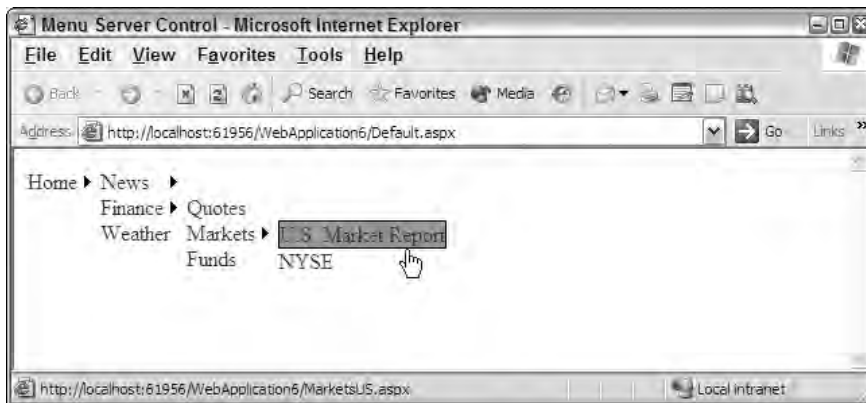 Menu Server Control - Microsoft Internet Explorer
File Edit View Favorites Tools Help
Back Search Favorites Media
Address http://localhost:61956/WebApplication6/Default.aspx Go Links »
Home News
Finance Quotes
Weather Markets U.S. Market Report
Funds NYSE
http://localhost:61956/WebApplication6/MarketsUS.aspx Local intranet